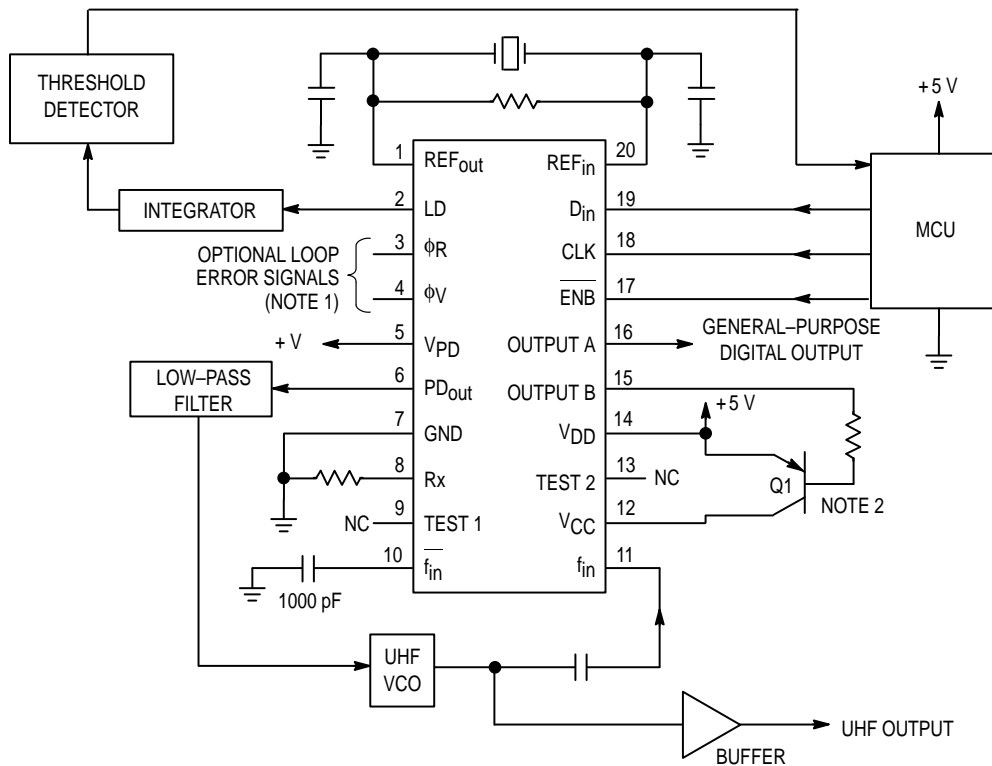 THRESHOLD
DETECTOR
+ 5 V
1
REFout
REFin
20
INTEGRATOR
2
LD
Din
19
MCU
OPTIONAL LOOP
ERROR SIGNALS
(NOTE 1)
3
ϕR
CLK
18
4
ϕV
ENB
17
GENERAL–PURPOSE
DIGITAL OUTPUT
+ V
5
VPD
OUTPUT A
16
LOW–PASS
FILTER
6
PDout
OUTPUT B
15
+ 5 V
7
GND
VDD
14
8
Rx
TEST 2
13
NC
Q1
NOTE 2
NC
9
TEST 1
VCC
12
10
fin
fin
11
1000 pF
UHF
VCO
BUFFER
UHF OUTPUT